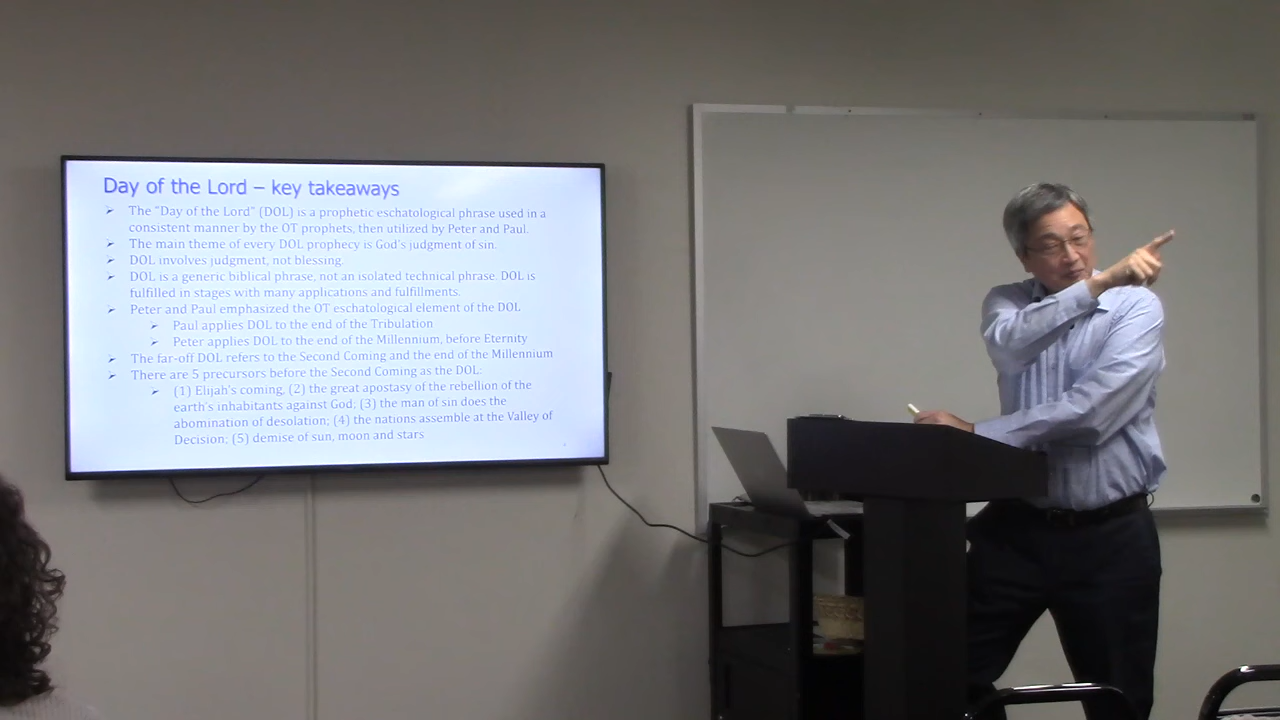 Day of the Lord – key takeaways
The "Day of the Lord" (DOL) is a prophetic eschatological phrase used in a
consistent manner by the OT prophets, then utilized by Peter and Paul.
The main theme of every DOL prophecy is God's judgment of sin.
DOL involves judgment, not blessing.
DOL is a generic biblical phrase, not an isolated technical phrase. DOL is
fulfilled in stages with many applications and fulfillments.
Peter and Paul emphasized the OT eschatological element of the DOL
Paul applies DOL to the end of the Tribulation
Peter applies DOL to the end of the Millennium, before Eternity
The far-off DOL refers to the Second Coming and the end of the Millennium
There are 5 precursors before the Second Coming as the DOL:
(1) Elijah's coming, (2) the great apostasy of the rebellion of the
earth's inhabitants against God; (3) the man of sin does the
abomination of desolation; (4) the nations assemble at the Valley of
Decision; (5) demise of sun, moon and stars